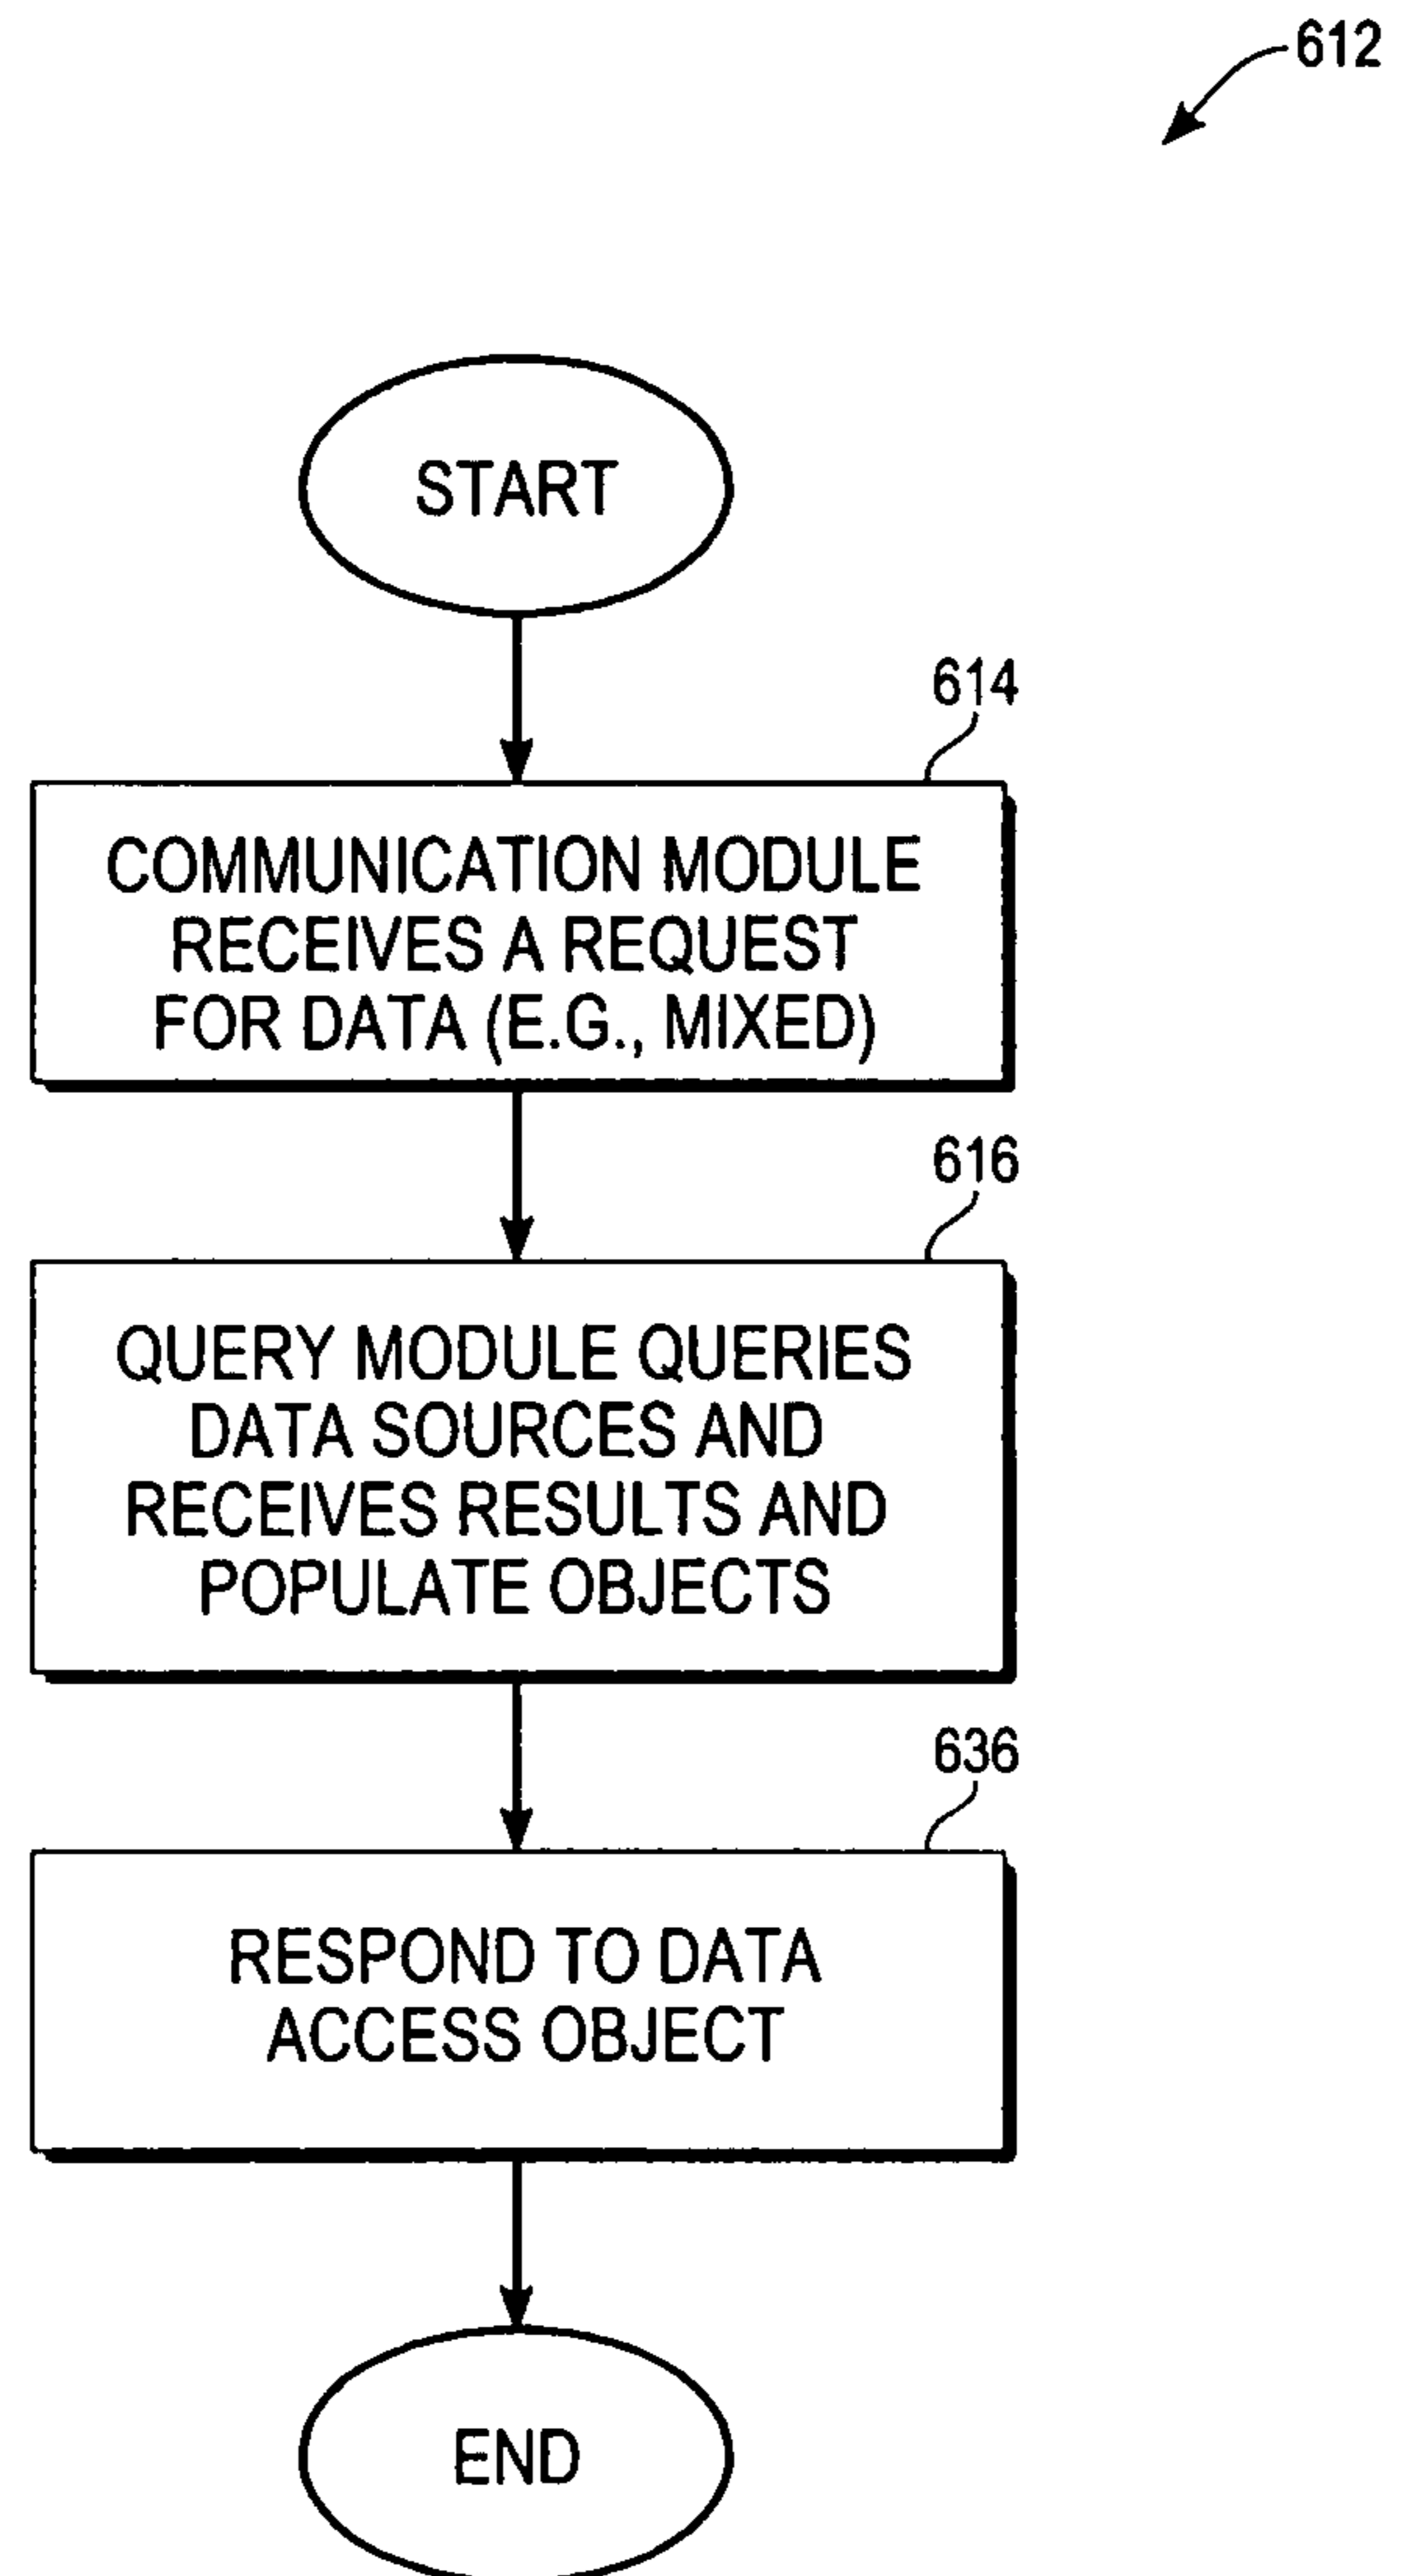 612
START
614
COMMUNICATION MODULE
RECEIVES A REQUEST
FOR DATA (E.G., MIXED)
616
QUERY MODULE QUERIES
DATA SOURCES AND
RECEIVES RESULTS AND
POPULATE OBJECTS
636
RESPOND TO DATA
ACCESS OBJECT
END